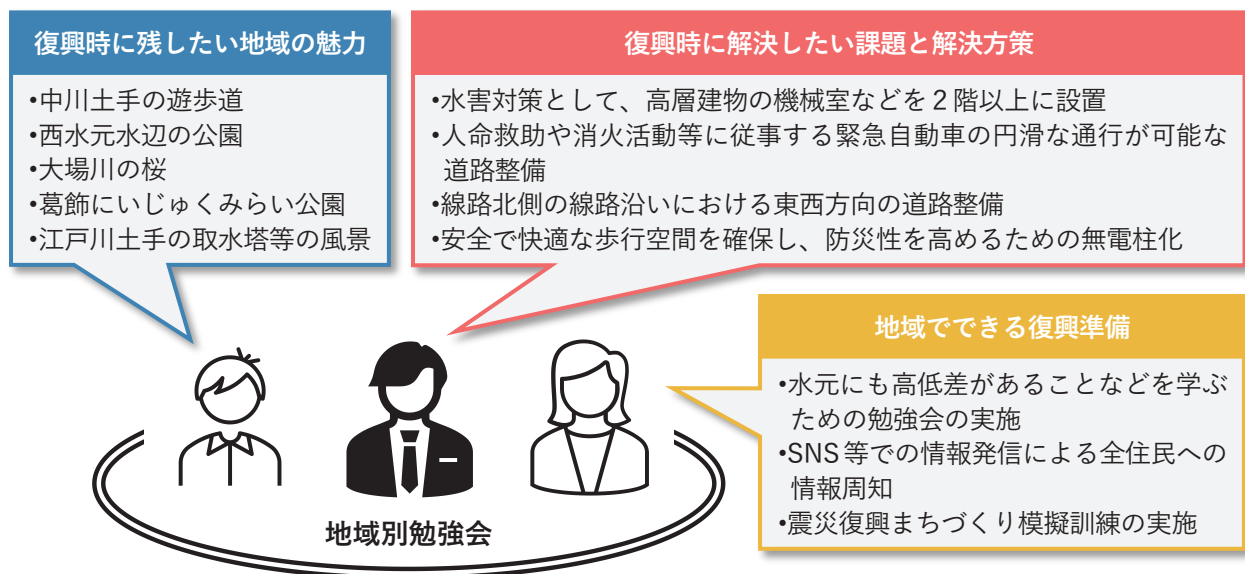 復興時に残したい地域の魅力
•中川土手の遊歩道
•西水元水辺の公園
•大場川の桜
•葛飾にいじゅくみらい公園
•江戸川土手の取水塔等の風景
復興時に解決したい課題と解決方策
•水害対策として、高層建物の機械室などを2階以上に設置
•人命救助や消火活動等に従事する緊急自動車の円滑な通行が可能な
道路整備
•線路北側の線路沿いにおける東西方向の道路整備
•安全で快適な歩行空間を確保し、防災性を高めるための無電柱化
地域でできる復興準備
•水元にも高低差があることなどを学ぶ
ための勉強会の実施
•SNS等での情報発信による全住民への
情報周知
•震災復興まちづくり模擬訓練の実施
地域別勉強会